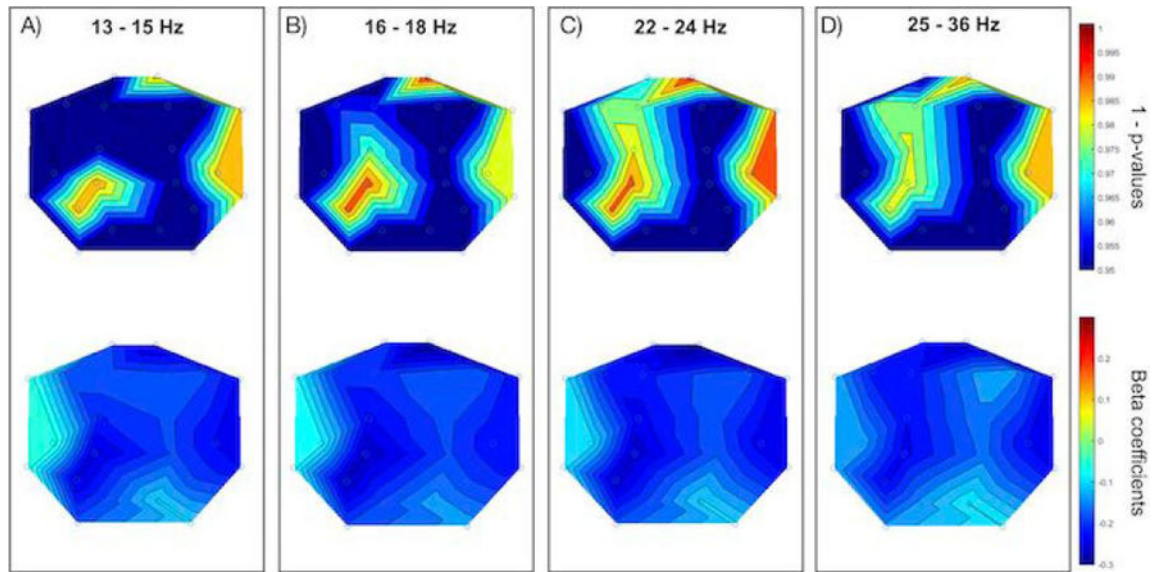 A) 13 - 15 Hz
B) 16 - 18 Hz
C) 22 - 24 Hz
D) 25 - 36 Hz
1
0.995
0.99
0.985
0.98
0.975
0.97
0.965
0.96
0.955
0.95
1 - p-values
0.2
0.1
0.
-0.1
-0.2
-0.3
Beta coefficients